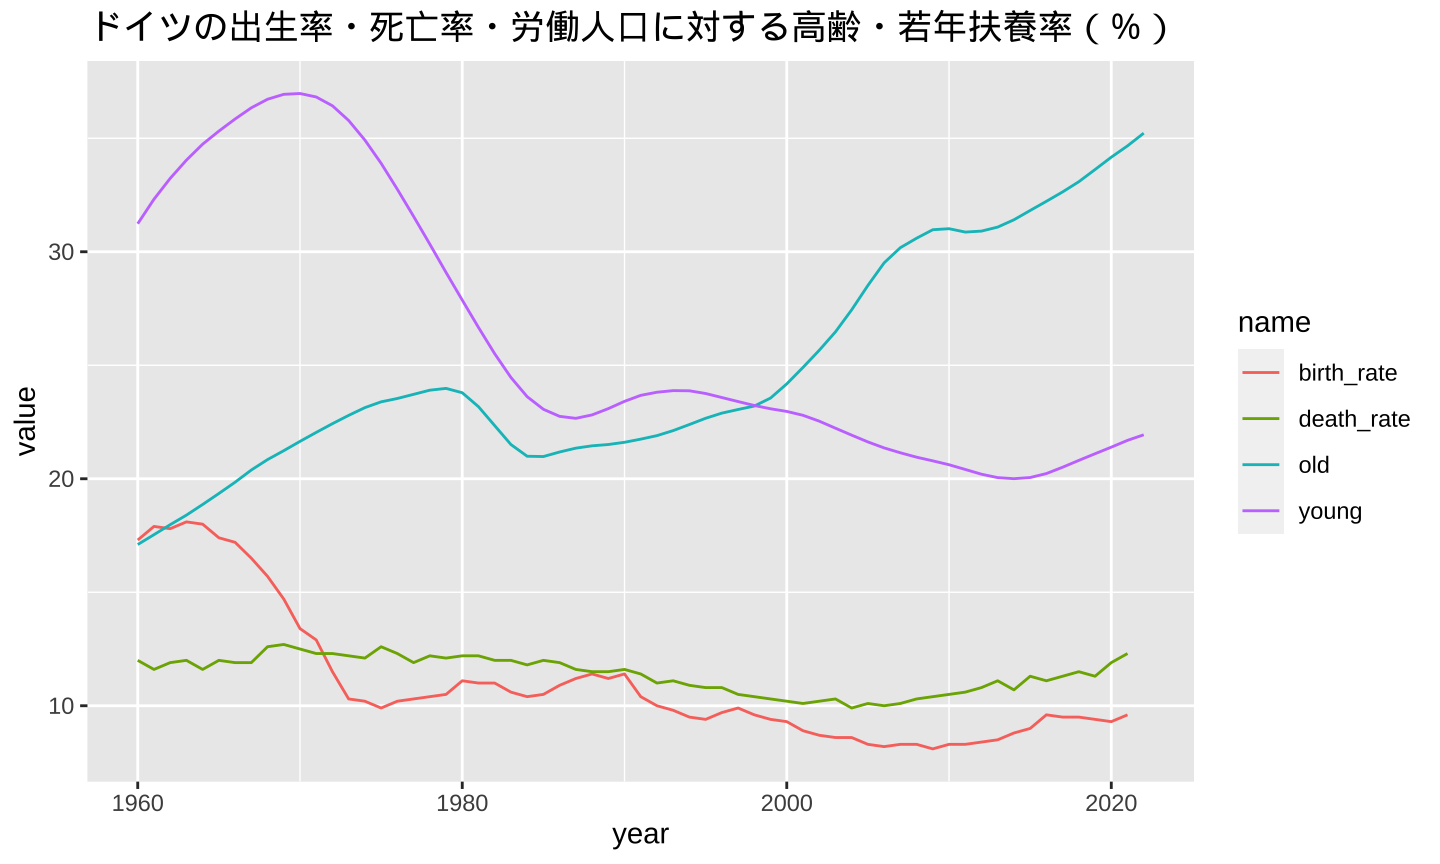 ドイツの出生率・死亡率・労働人口に対する高齢・若年扶養率(%)
value
30
20
10
1960
1980
2000
2020
year
name
birth_rate
death_rate
old
young